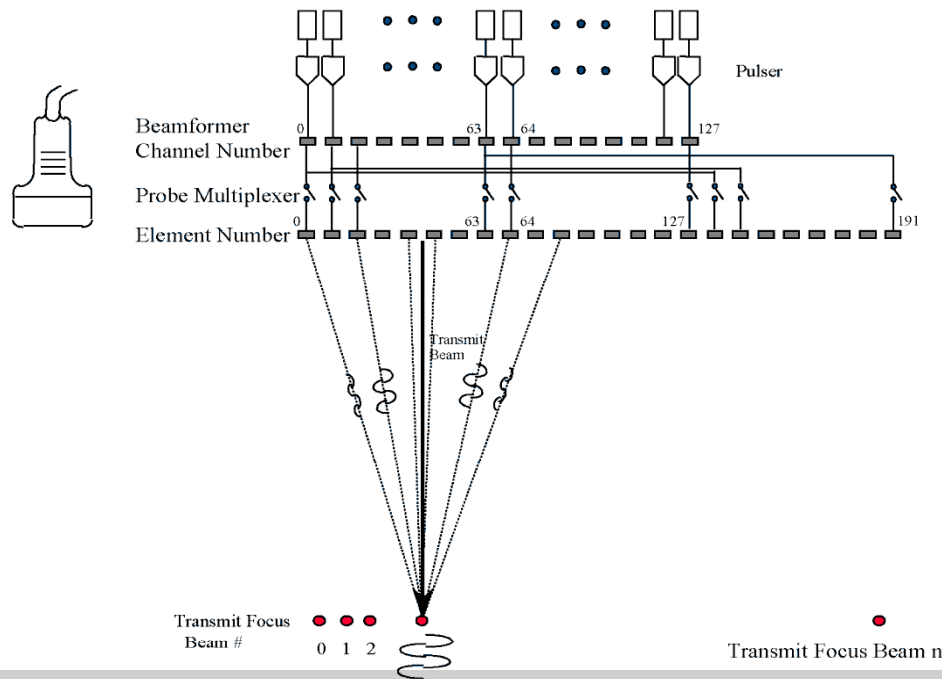 Pulser
Beamformer
Channel Number
0
63
64
127
Probe Multiplexer
Element Number
0
63
64
127
191
Transmit
Beam
Transmit Focus
Beam #
0 1 2
Transmit Focus Beam n